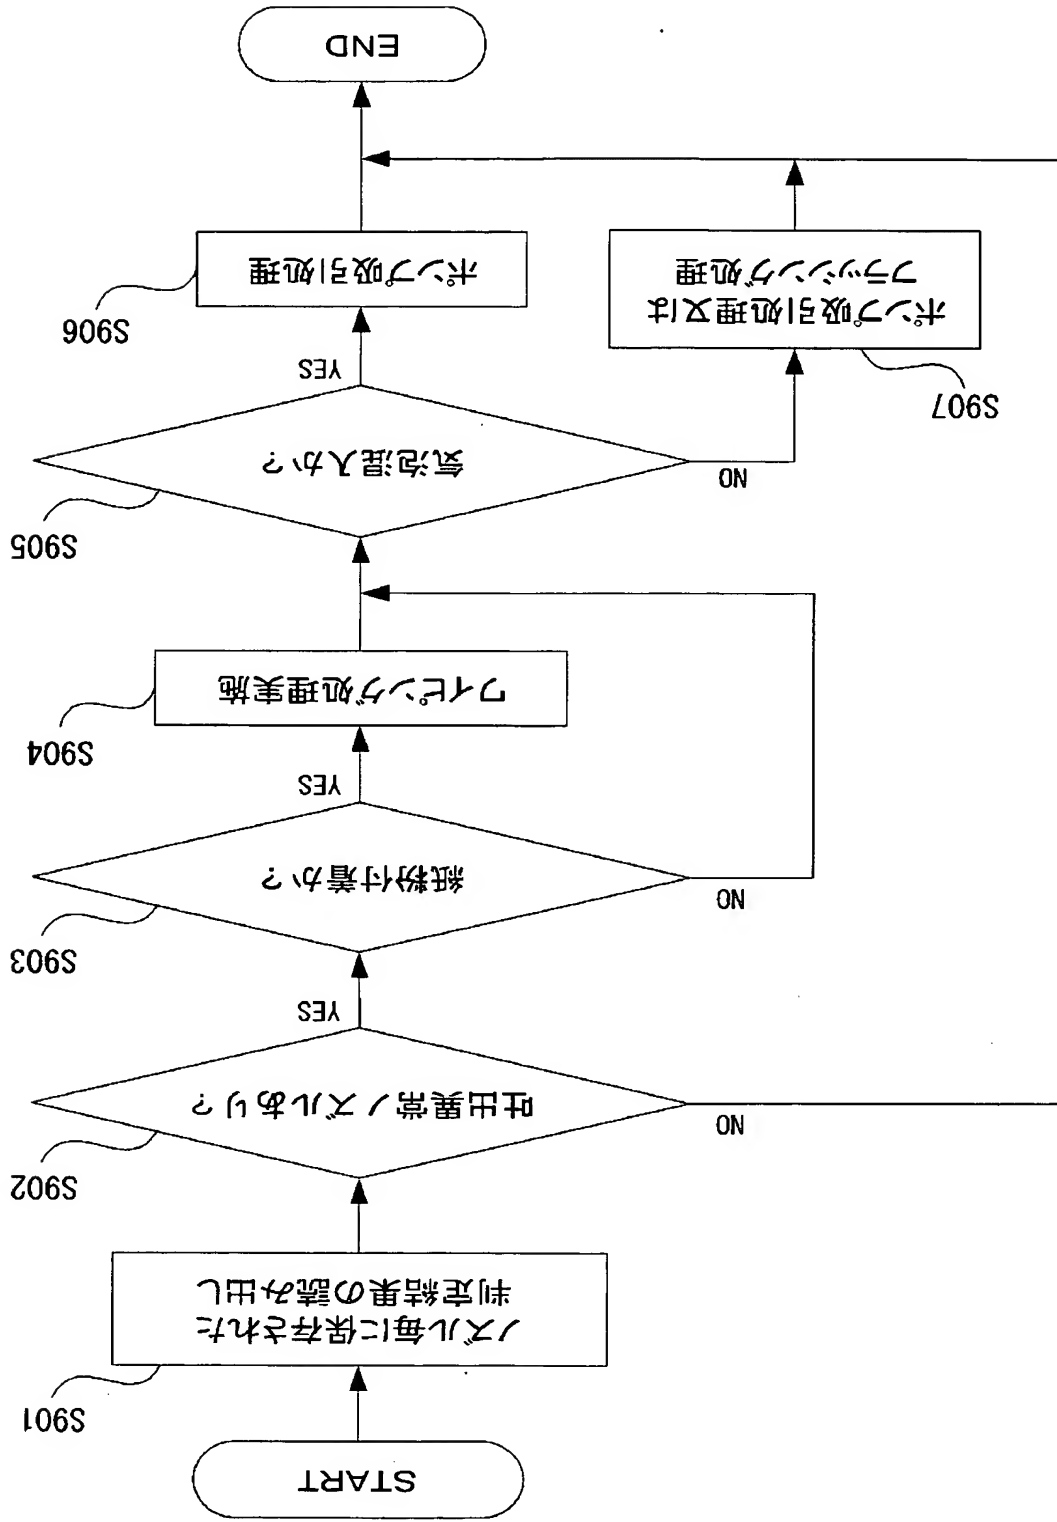 START
S901
ノズル毎に保存された
判定結果の読み出し
S902
吐出異常ノズルあり？
NO
YES
S903
紙粉付着か？
NO
YES
S904
ワイピング処理実施
S905
気泡混入か？
NO
YES
S907
ポンプ吸引処理又は
フラッシング処理
S906
ポンプ吸引処理
END